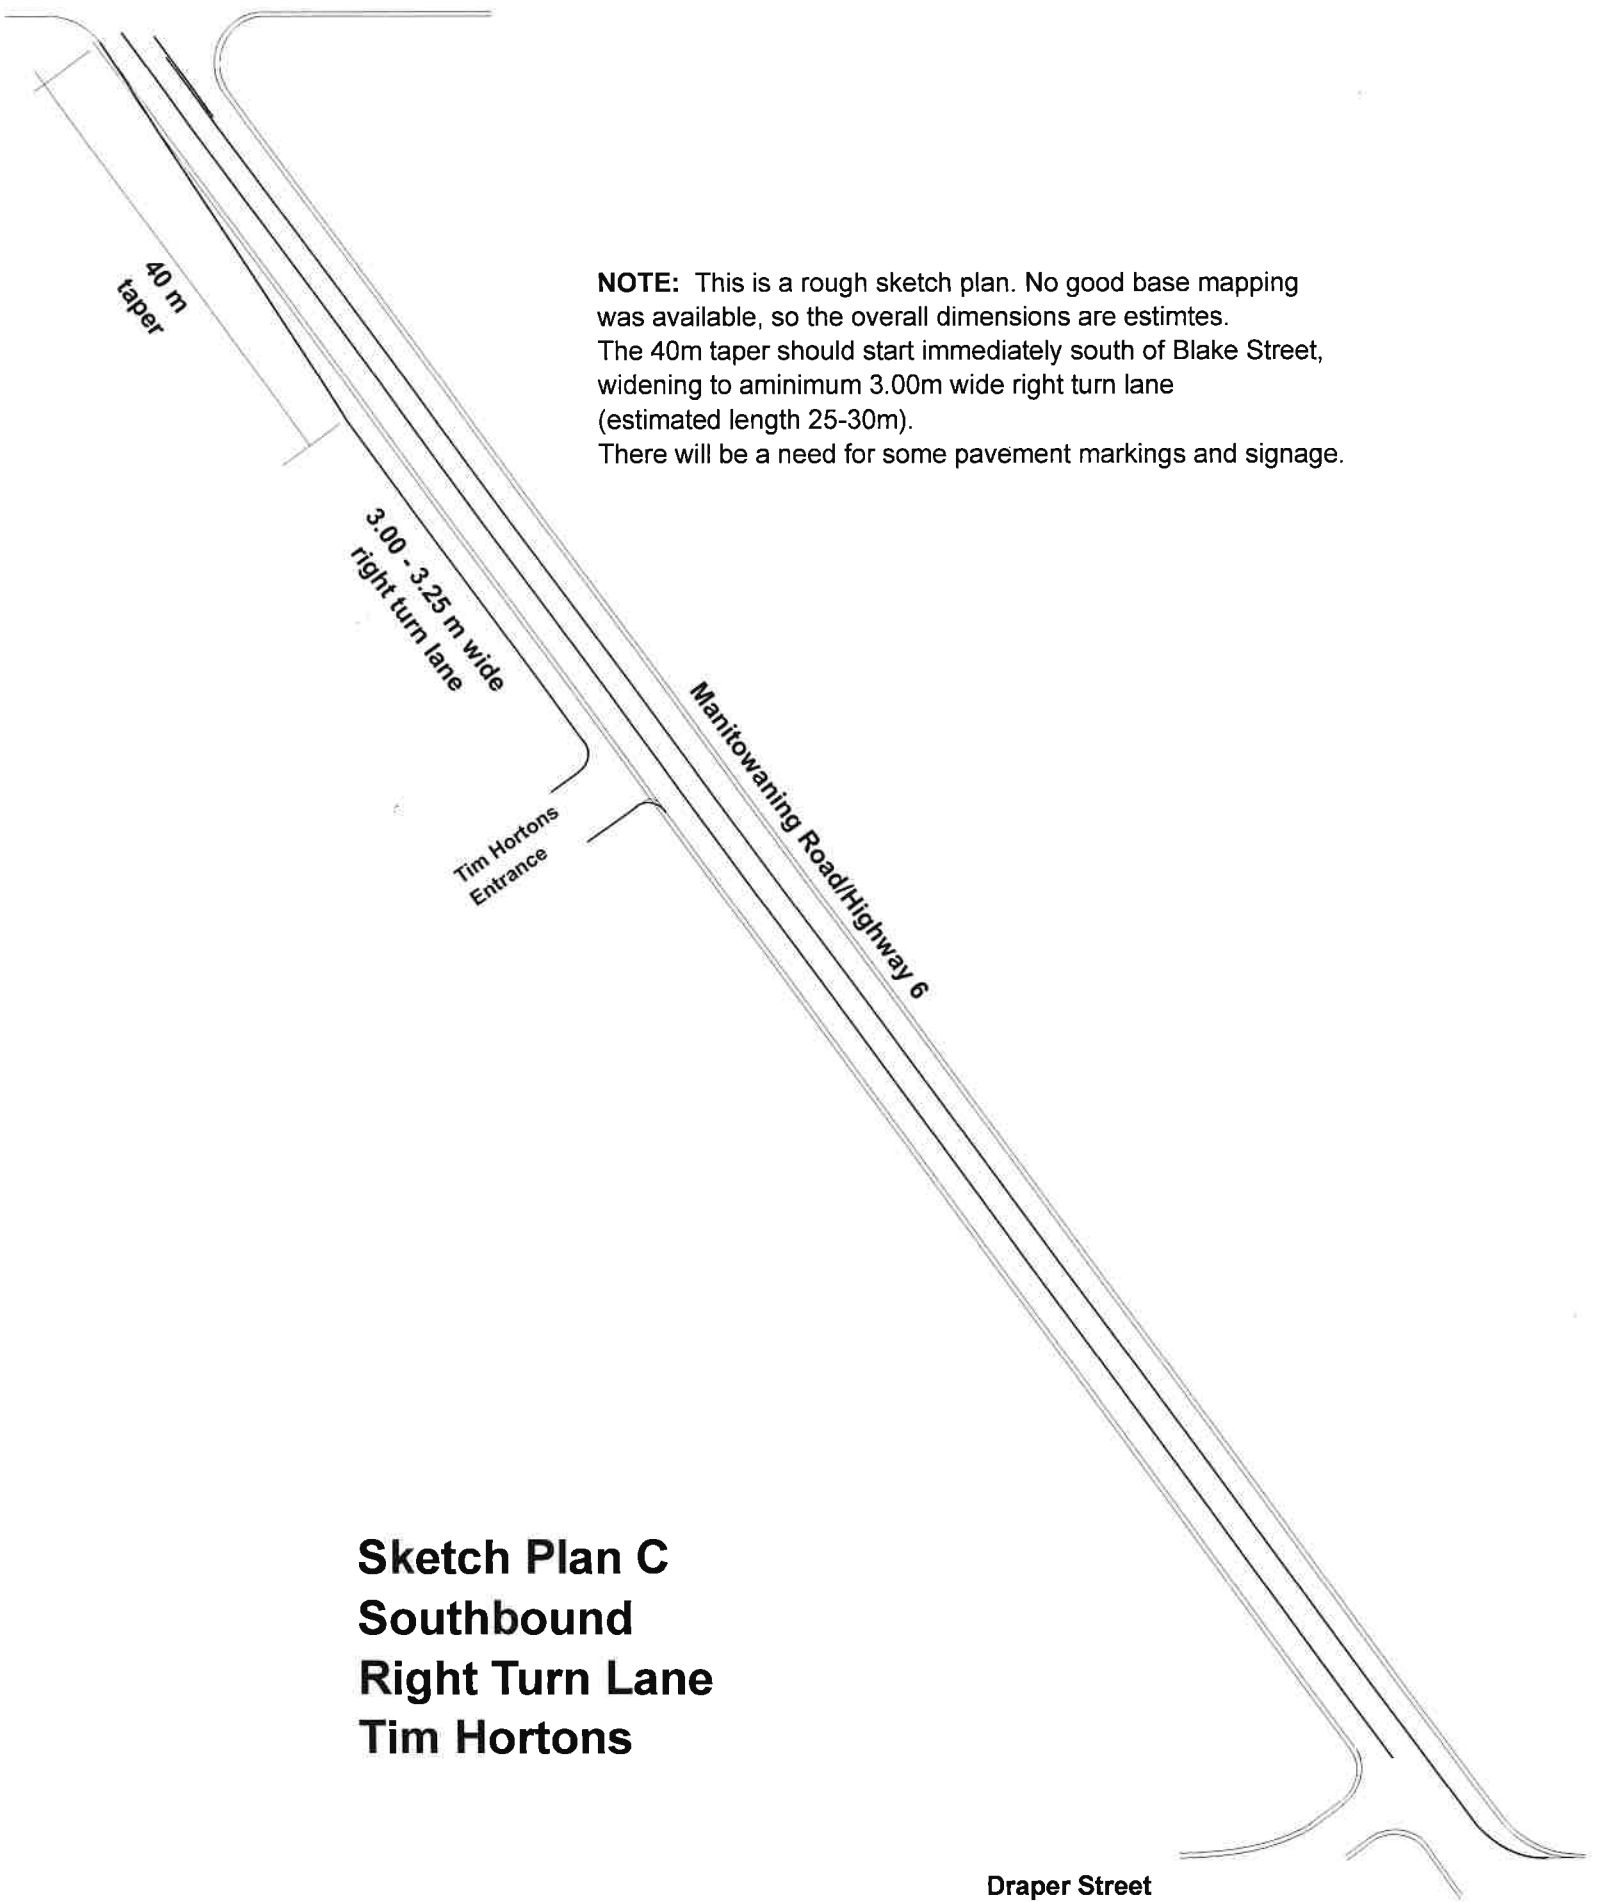 NOTE: This is a rough sketch plan. No good base mapping
was available, so the overall dimensions are estimtes.
The 40m taper should start immediately south of Blake Street,
widening to aminimum 3.00m wide right turn lane
(estimated length 25-30m).
There will be a need for some pavement markings and signage.
40 m
taper
3.00 - 3.25 m wide
right turn lane
Manitowaning Road/Highway 6
Tim Hortons
Entrance
Sketch Plan C
Southbound
Right Turn Lane
Tim Hortons
Draper Street